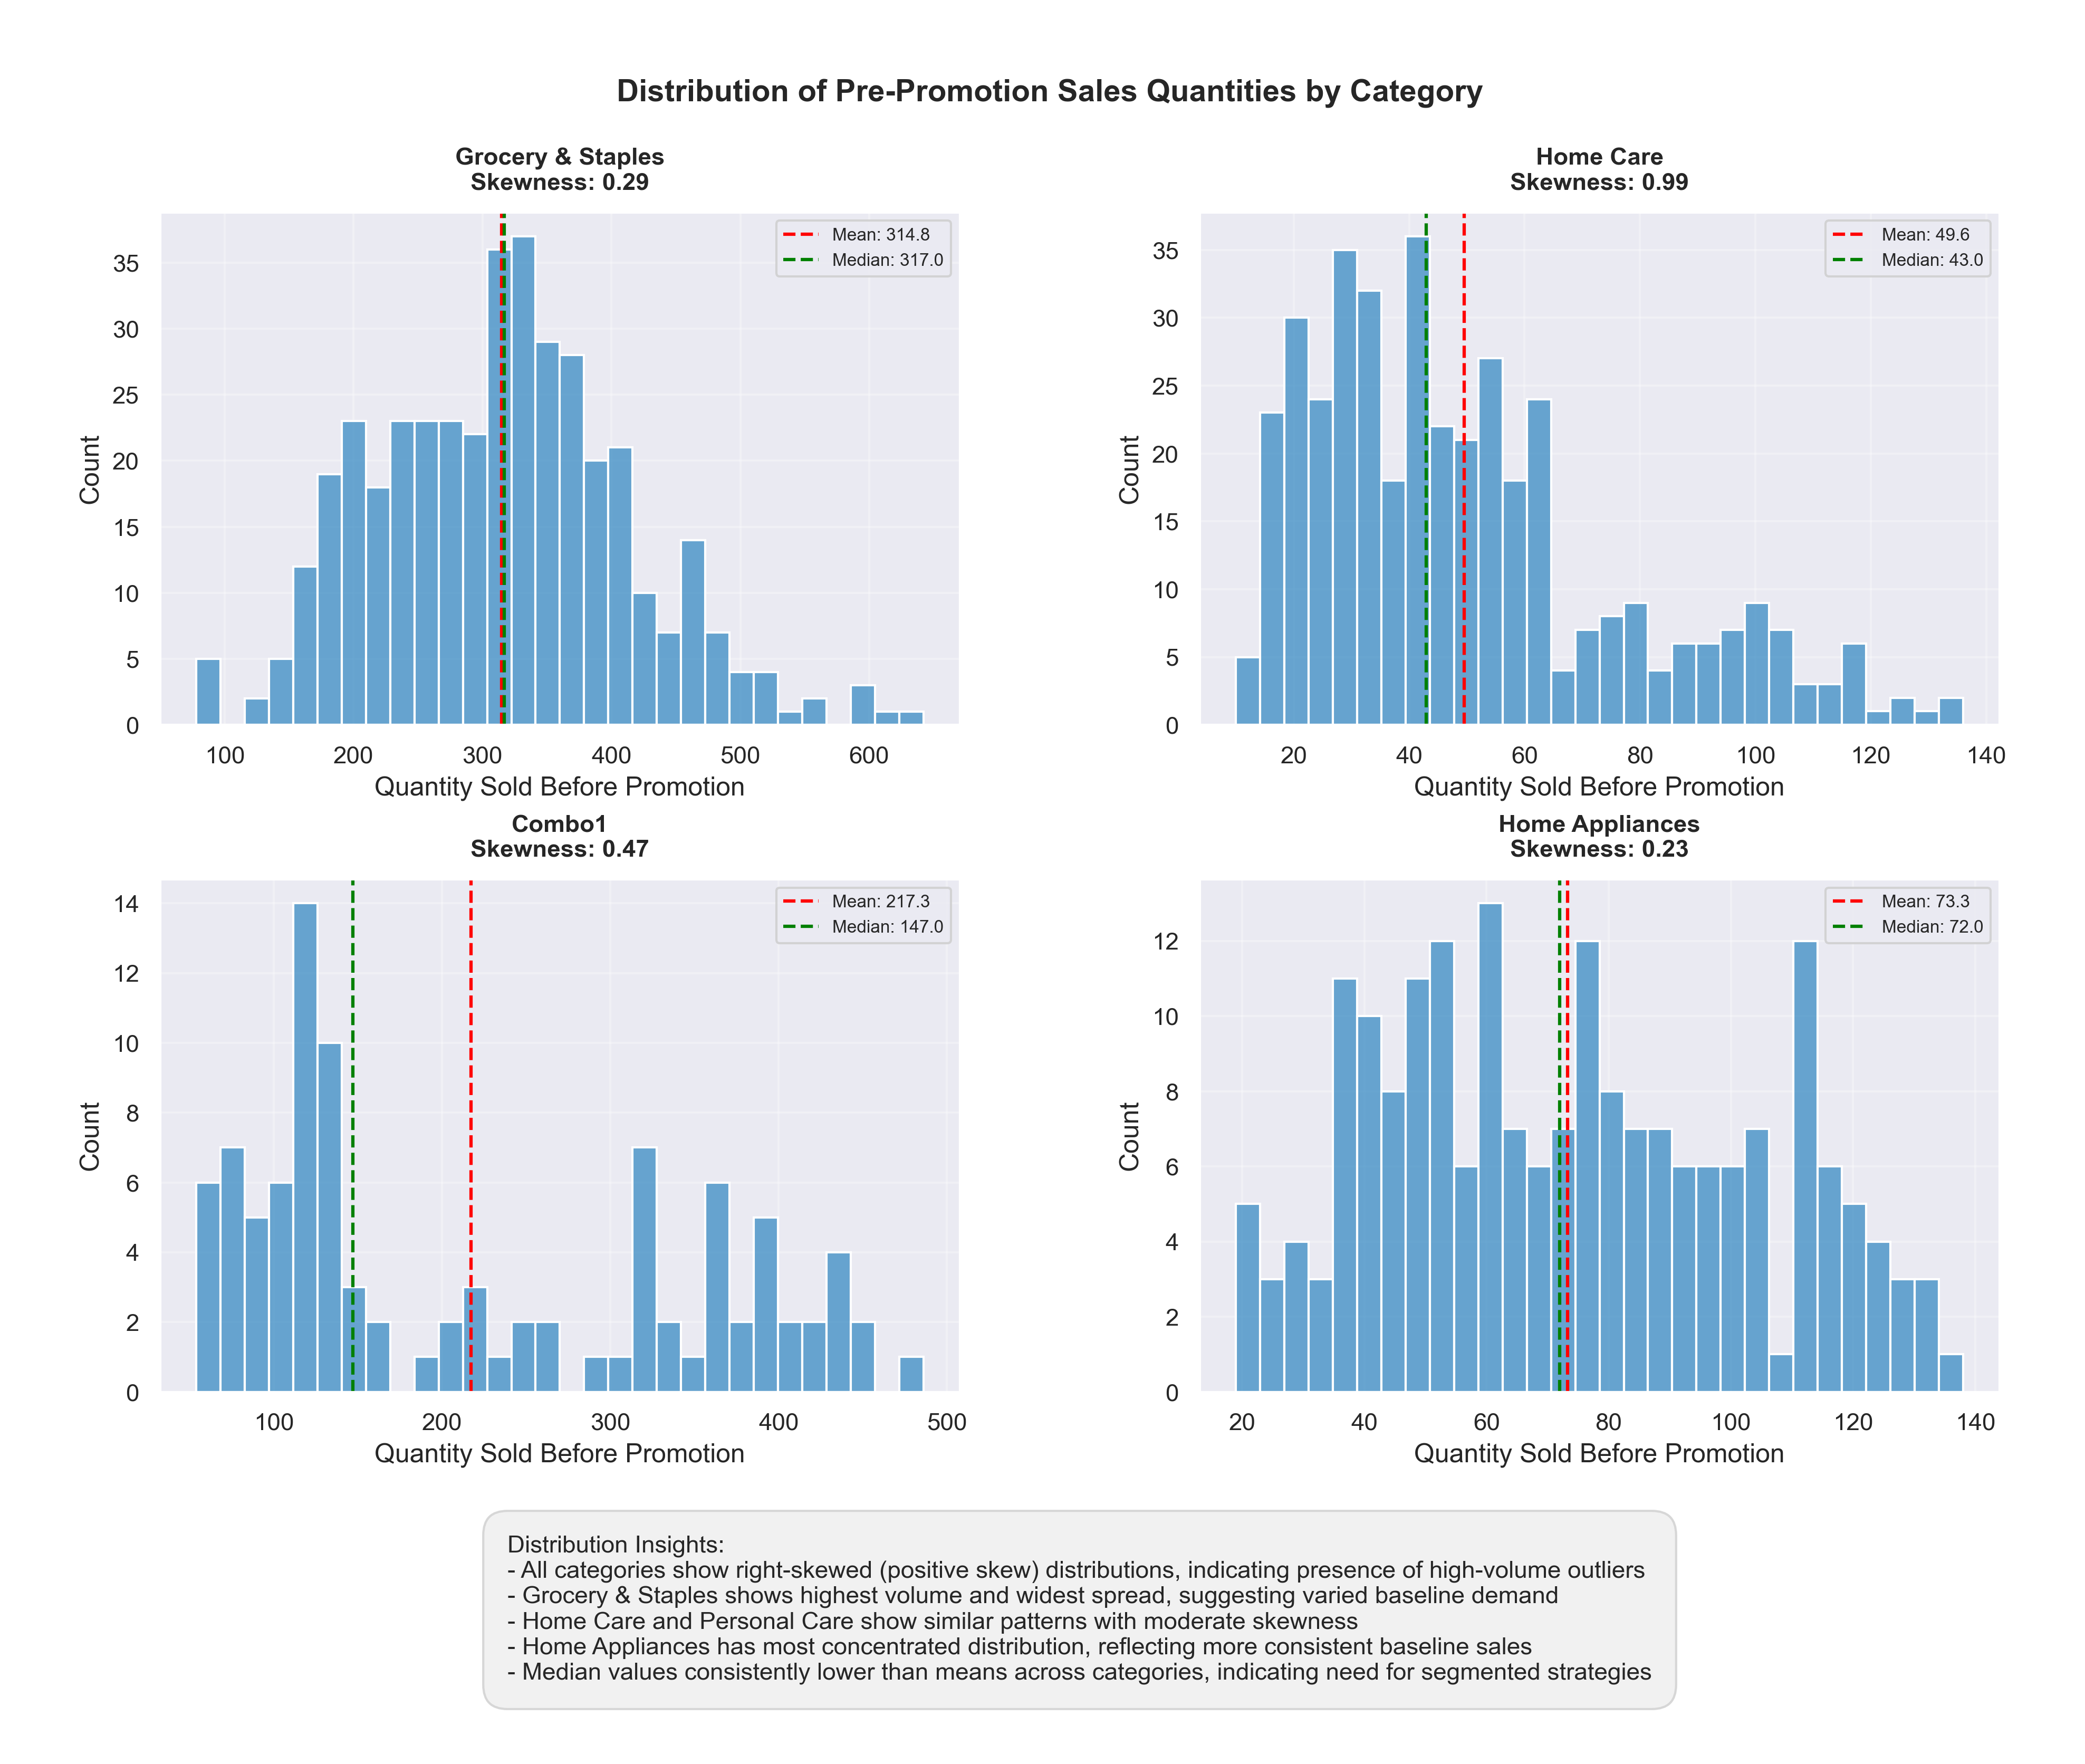 Distribution of Pre-Promotion Sales Quantities by Category
Grocery & Staples
Skewness: 0.29
Mean: 314.8
Median: 317.0
Count
35
30
25
20
15
10
5
0
100 200 300 400 500 600
Quantity Sold Before Promotion
Home Care
Skewness: 0.99
Mean: 49.6
Median: 43.0
Count
35
30
25
20
15
10
5
0
20 40 60 80 100 120 140
Quantity Sold Before Promotion
Combo1
Skewness: 0.47
Mean: 217.3
Median: 147.0
Count
14
12
10
8
6
4
2
0
100 200 300 400 500
Quantity Sold Before Promotion
Home Appliances
Skewness: 0.23
Mean: 73.3
Median: 72.0
Count
12
10
8
6
4
2
0
20 40 60 80 100 120 140
Quantity Sold Before Promotion
Distribution Insights:
- All categories show right-skewed (positive skew) distributions, indicating presence of high-volume outliers
- Grocery & Staples shows highest volume and widest spread, suggesting varied baseline demand
- Home Care and Personal Care show similar patterns with moderate skewness
- Home Appliances has most concentrated distribution, reflecting more consistent baseline sales
- Median values consistently lower than means across categories, indicating need for segmented strategies